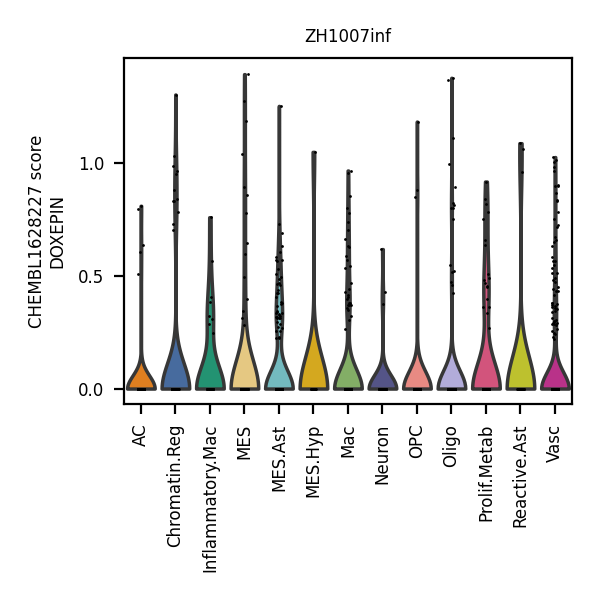 ZH1007inf
CHEMBL1628227 score
DOXEPIN
1.0
0.5
0.0
AC
Chromatin.Reg
Inflammatory.Mac
MES
MES.Ast
MES.Hyp
Mac
Neuron
OPC
Oligo
Prolif.Metab
Reactive.Ast
Vasc